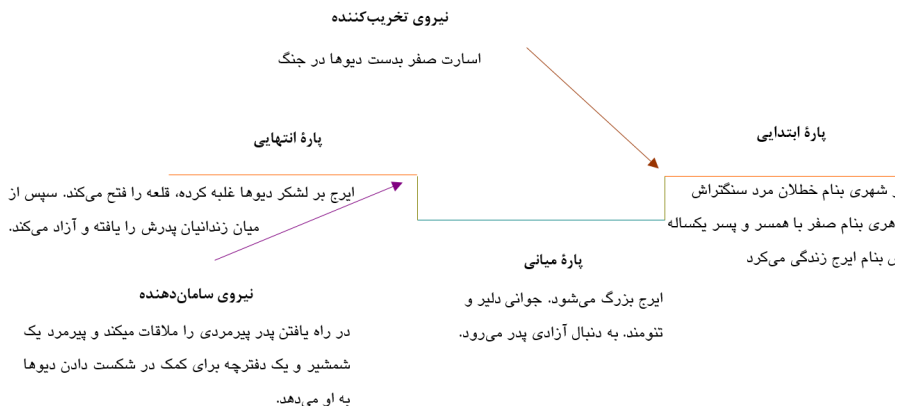 نیروی تخریب‌کننده
اسارت صفر بدست دیوها در جنگ
پارهٔ ابتدایی
شهری بنام خطلان مرد سنگتراش
بنام صفر با همسر و پسر یکساله
بنام ایرج زندگی می‌کرد
پارهٔ میانی
ایرج بزرگ می‌شود. جوانی دلیر و
تنومند. به دنبال آزادی پدر می‌رود.
پارهٔ انتهایی
ایرج بر لشکر دیوها غلبه کرده، قلعه را فتح می‌کند. سپس از
میان زندانیان پدرش را یافته و آزاد می‌کند.
نیروی سامان‌دهنده
در راه یافتن پدر پیرمردی را ملاقات میکند و پیرمرد یک
شمشیر و یک دفترچه برای کمک در شکست دادن دیوها
به او می‌دهد.